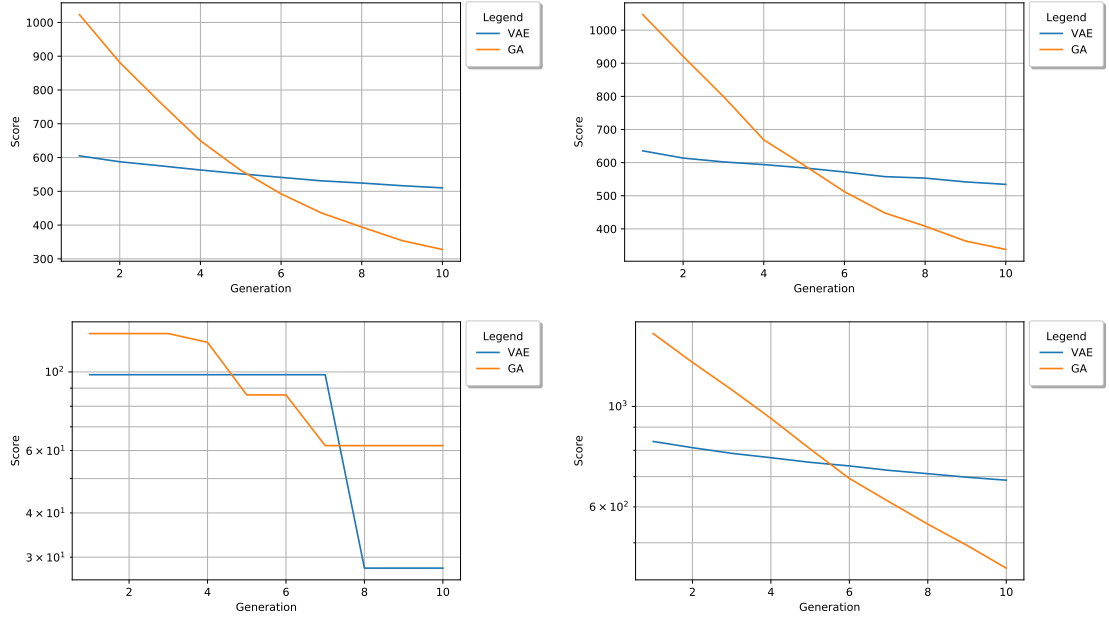 1000
900
800
700
600
500
400
300
Score
2 4 6 8 10
Generation
Legend
VAE
GA
1000
900
800
700
600
500
400
Score
2 4 6 8 10
Generation
Legend
VAE
GA
10²
6 × 10¹
4 × 10¹
3 × 10¹
Score
2 4 6 8 10
Generation
Legend
VAE
GA
10³
6 × 10²
Score
2 4 6 8 10
Generation
Legend
VAE
GA